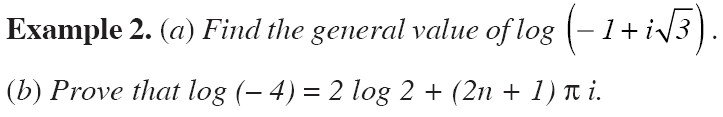 Example 2. (a) Find the general value of log (– 1 + i√3).
(b) Prove that log (– 4) = 2 log 2 + (2n + 1) π i.